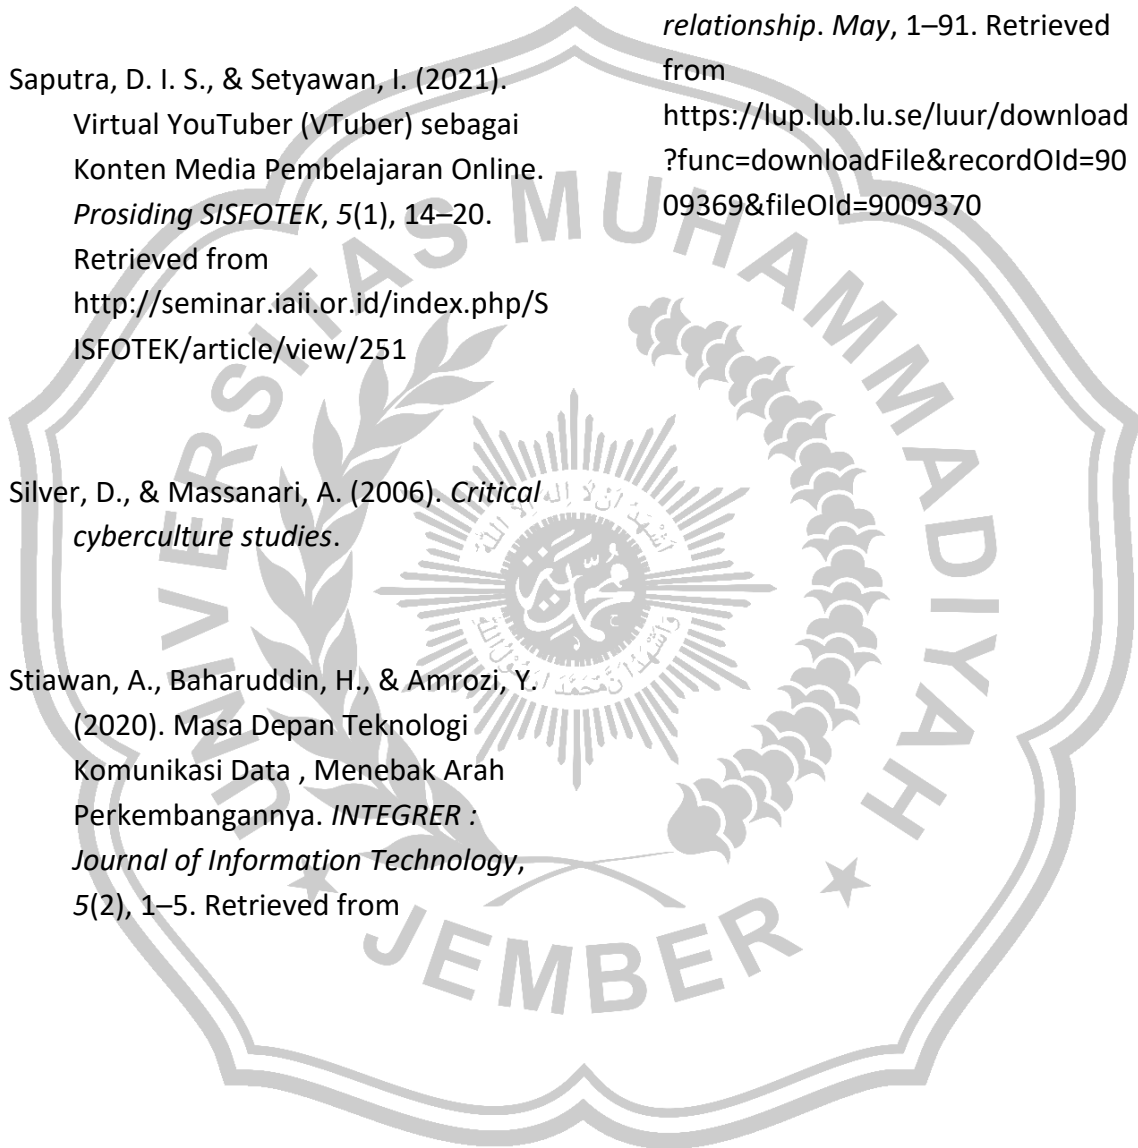 Saputra, D. I. S., & Setyawan, I. (2021).
Virtual YouTuber (VTuber) sebagai
Konten Media Pembelajaran Online.
Prosiding SISFOTEK, 5(1), 14–20.
Retrieved from
http://seminar.iaii.or.id/index.php/S
ISFOTEK/article/view/251
Silver, D., & Massanari, A. (2006). Critical
cyberculture studies.
Stiawan, A., Baharuddin, H., & Amrozi, Y.
(2020). Masa Depan Teknologi
Komunikasi Data , Menebak Arah
Perkembangannya. INTEGRER :
Journal of Information Technology,
5(2), 1–5. Retrieved from
relationship. May, 1–91. Retrieved
from
https://lup.lub.lu.se/luur/download
?func=downloadFile&recordOId=90
09369&fileOId=9009370
UNIVERSITAS MUHAMMADIYAH
JEMBER